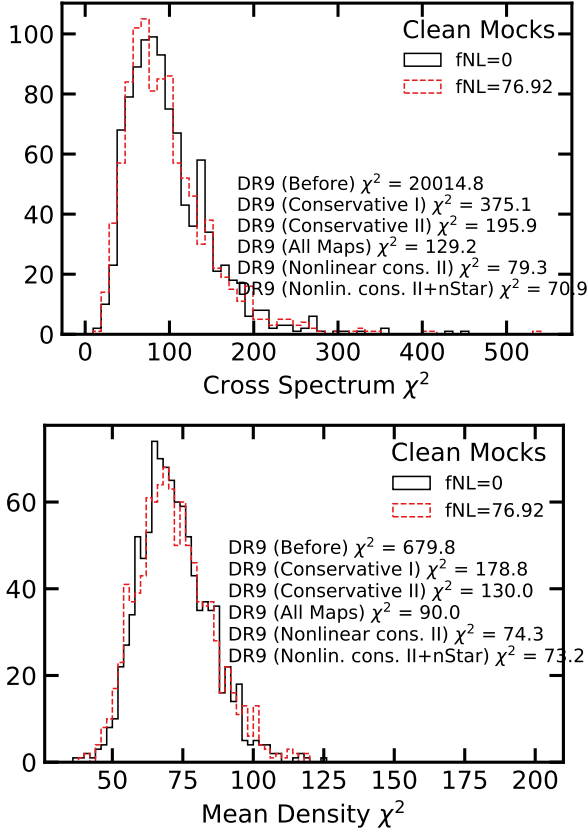 100
80
60
40
20
0
Clean Mocks
fNL=0
fNL=76.92
DR9 (Before) χ² = 20014.8
DR9 (Conservative I) χ² = 375.1
DR9 (Conservative II) χ² = 195.9
DR9 (All Maps) χ² = 129.2
DR9 (Nonlinear cons. II) χ² = 79.3
DR9 (Nonlin. cons. II+nStar) χ² = 70.9
0 100 200 300 400 500
Cross Spectrum χ²
60
40
20
0
Clean Mocks
fNL=0
fNL=76.92
DR9 (Before) χ² = 679.8
DR9 (Conservative I) χ² = 178.8
DR9 (Conservative II) χ² = 130.0
DR9 (All Maps) χ² = 90.0
DR9 (Nonlinear cons. II) χ² = 74.3
DR9 (Nonlin. cons. II+nStar) χ² = 73.2
50 75 100 125 150 175 200
Mean Density χ²